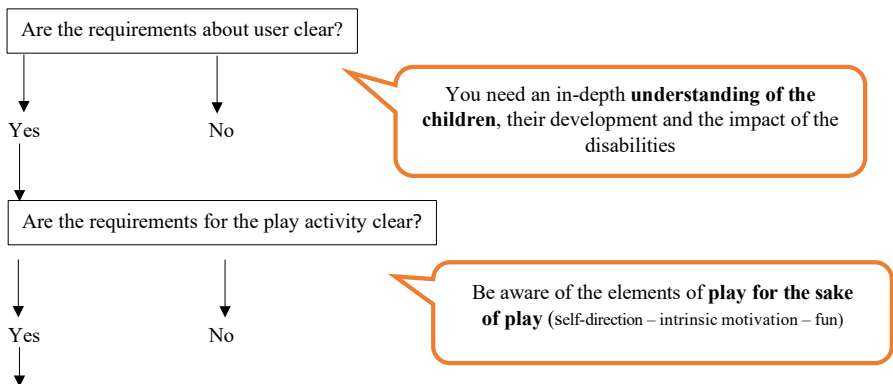 Are the requirements about user clear?
You need an in-depth understanding of the
children, their development and the impact of the
disabilities
Yes
No
Are the requirements for the play activity clear?
Be aware of the elements of play for the sake
of play (self-direction – intrinsic motivation – fun)
Yes
No